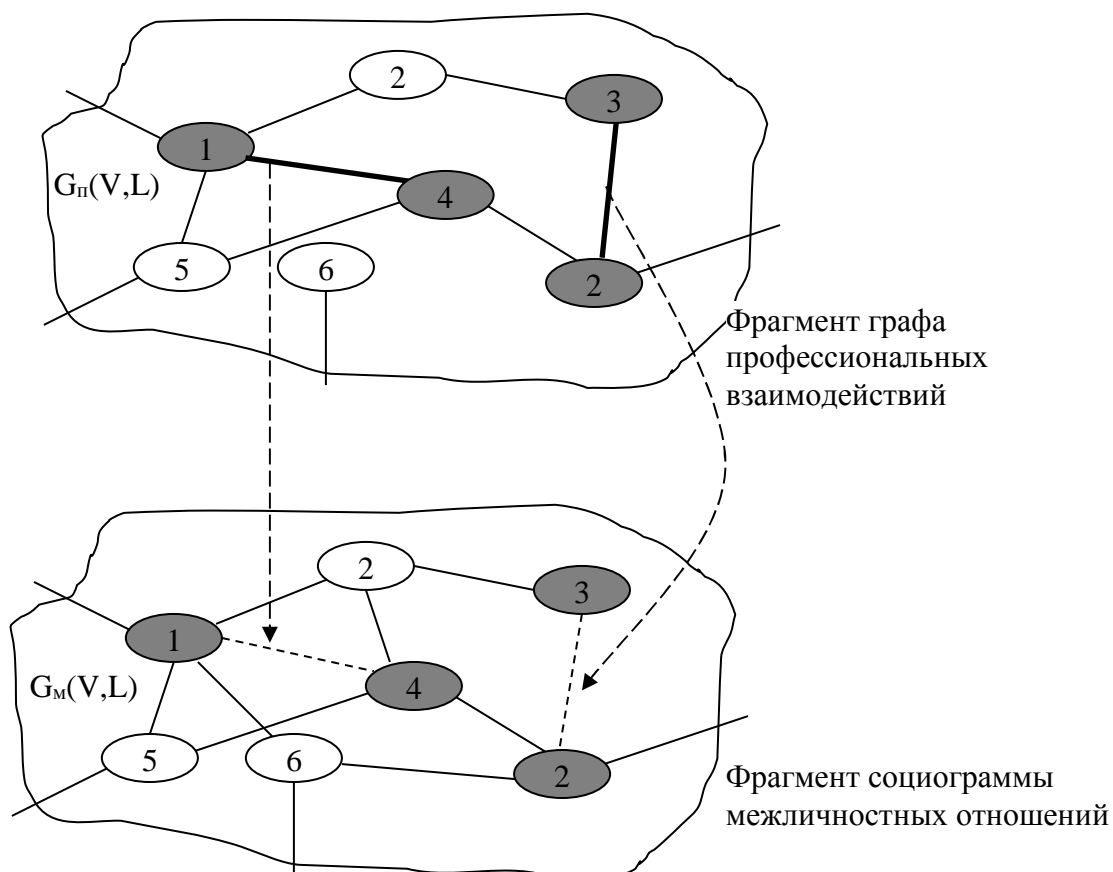 2
3
1
Gп(V,L)
4
5
6
2
Фрагмент графа
профессиональных
взаимодействий
2
3
1
4
Gм(V,L)
5
6
2
Фрагмент социограммы
межличностных отношений